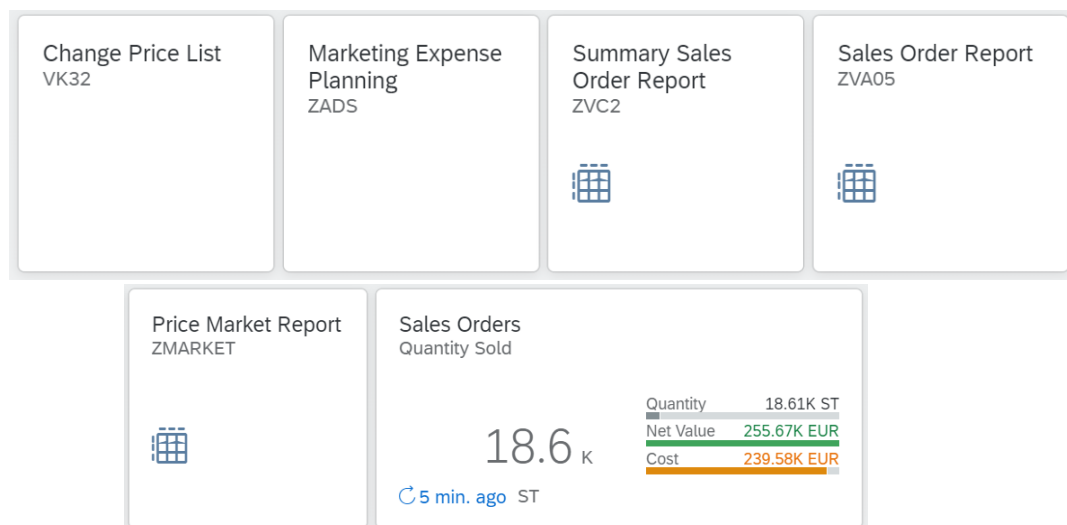 Change Price List
VK32
Marketing Expense
Planning
ZADS
Summary Sales
Order Report
ZVC2
Sales Order Report
ZVA05
Price Market Report
ZMARKET
Sales Orders
Quantity Sold
18.6 K
5 min. ago ST
Quantity 18.61K ST
Net Value 255.67K EUR
Cost 239.58K EUR